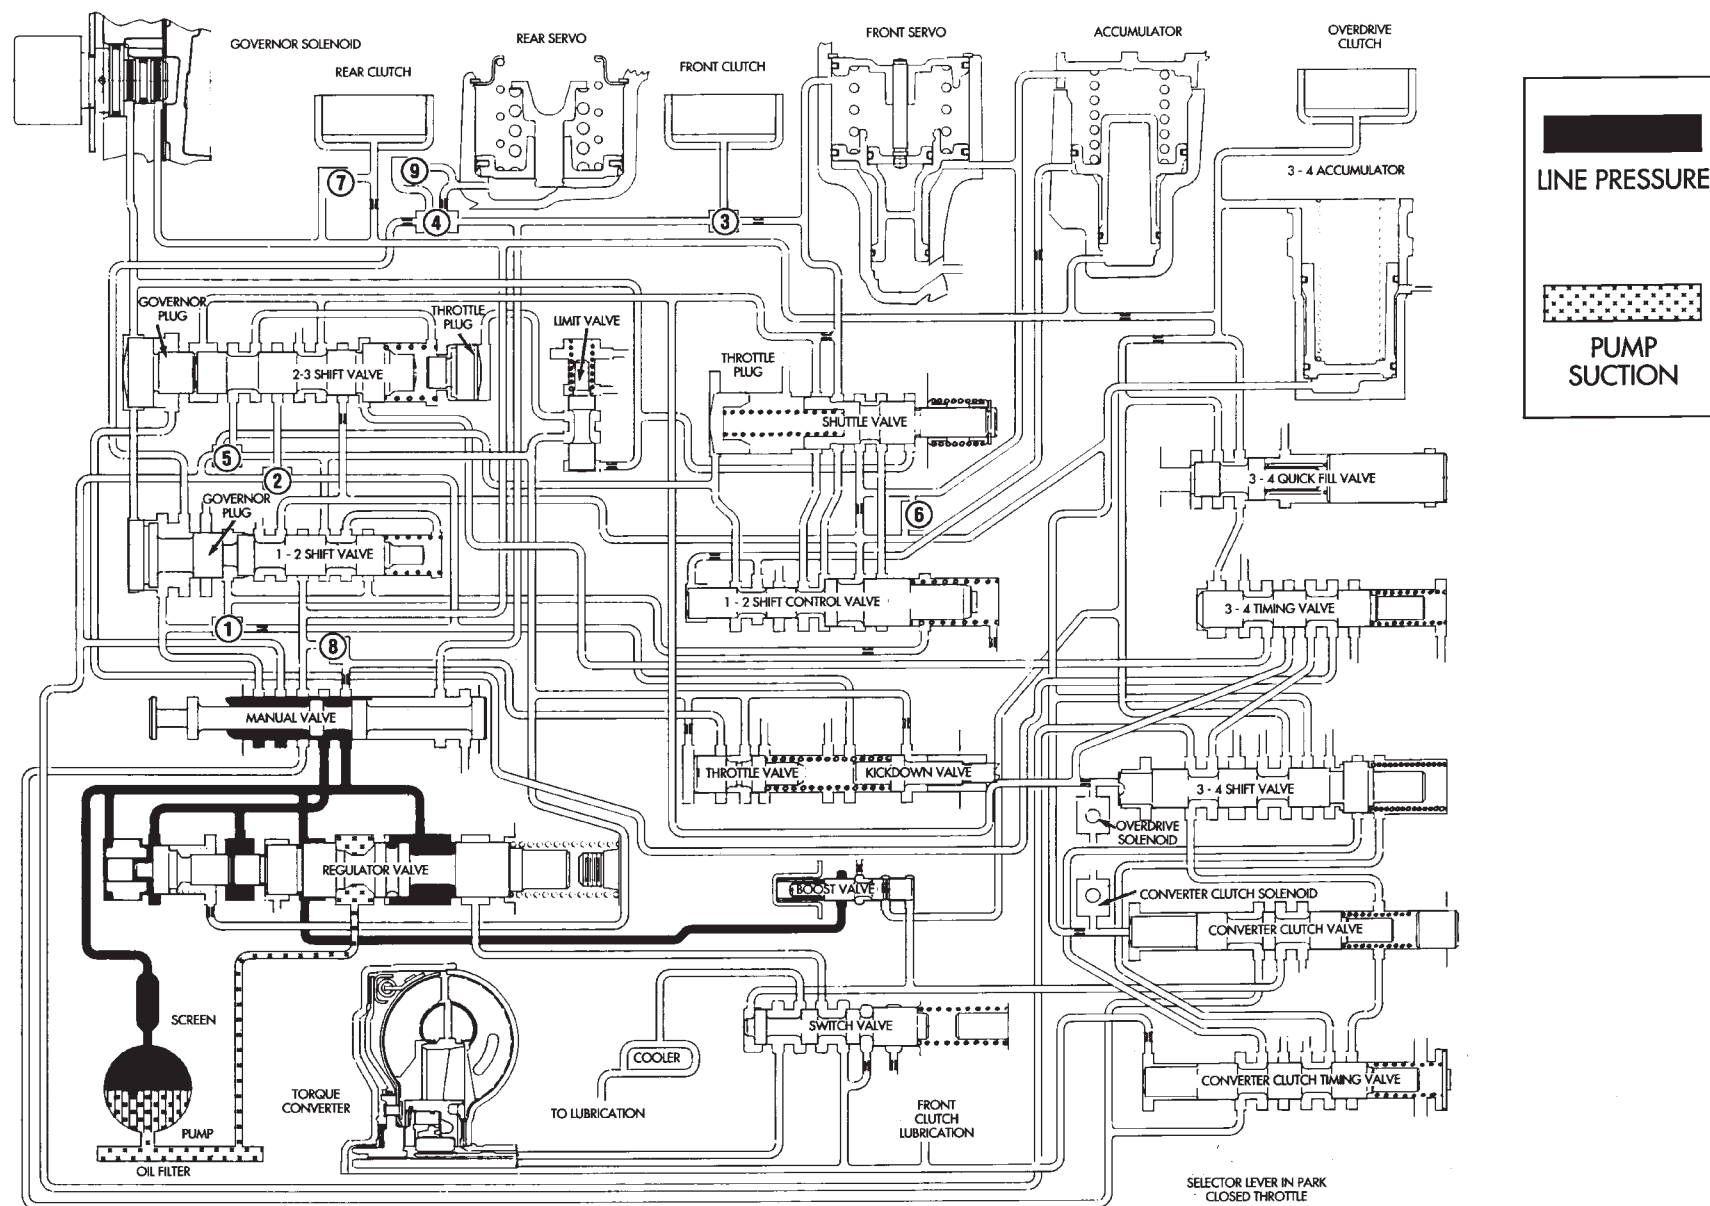 GOVERNOR SOLENOID
REAR CLUTCH
REAR SERVO
FRONT CLUTCH
FRONT SERVO
ACCUMULATOR
OVERDRIVE
CLUTCH
LINE PRESSURE
PUMP
SUCTION
7
9
4
3
3 - 4 ACCUMULATOR
GOVERNOR
PLUG
THROTTLE
PLUG
LIMIT VALVE
2-3 SHIFT VALVE
THROTTLE
PLUG
SHUTTLE VALVE
5
2
3 - 4 QUICK FILL VALVE
GOVERNOR
PLUG
6
1 - 2 SHIFT VALVE
1 - 2 SHIFT CONTROL VALVE
3 - 4 TIMING VALVE
1
8
MANUAL VALVE
THROTTLE VALVE
KICKDOWN VALVE
3 - 4 SHIFT VALVE
OVERDRIVE
SOLENOID
REGULATOR VALVE
BOOST VALVE
CONVERTER CLUTCH SOLENOID
CONVERTER CLUTCH VALVE
SCREEN
SWITCH VALVE
COOLER
TORQUE
CONVERTER
TO LUBRICATION
CONVERTER CLUTCH TIMING VALVE
FRONT
CLUTCH
LUBRICATION
PUMP
OIL FILTER
SELECTOR LEVER IN PARK
CLOSED THROTTLE